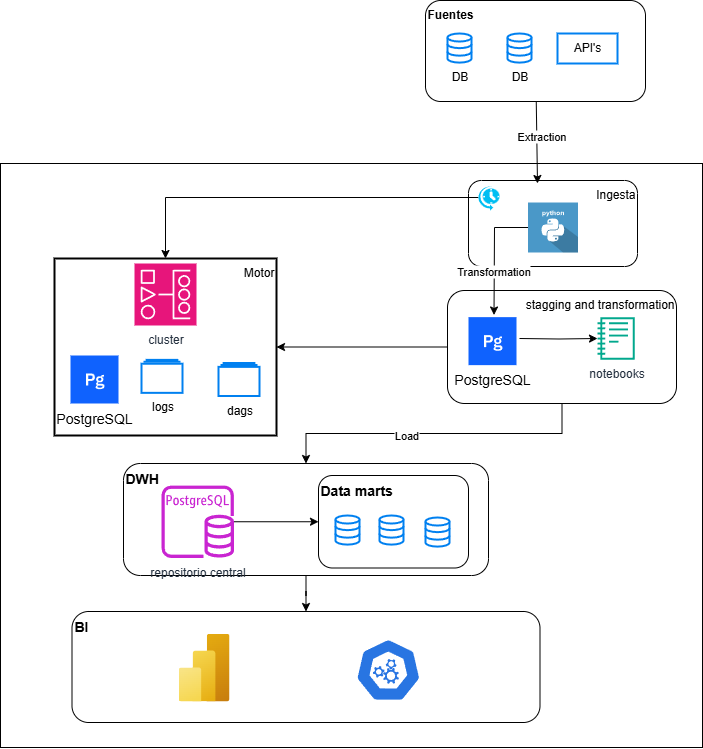 Fuentes
DB
DB
API's
Extraction
Ingesta
python
Transformation
Motor
cluster
Pg
PostgreSQL
logs
dags
stagging and transformation
Pg
PostgreSQL
notebooks
Load
DWH
PostgreSQL
repositorio central
Data marts
BI